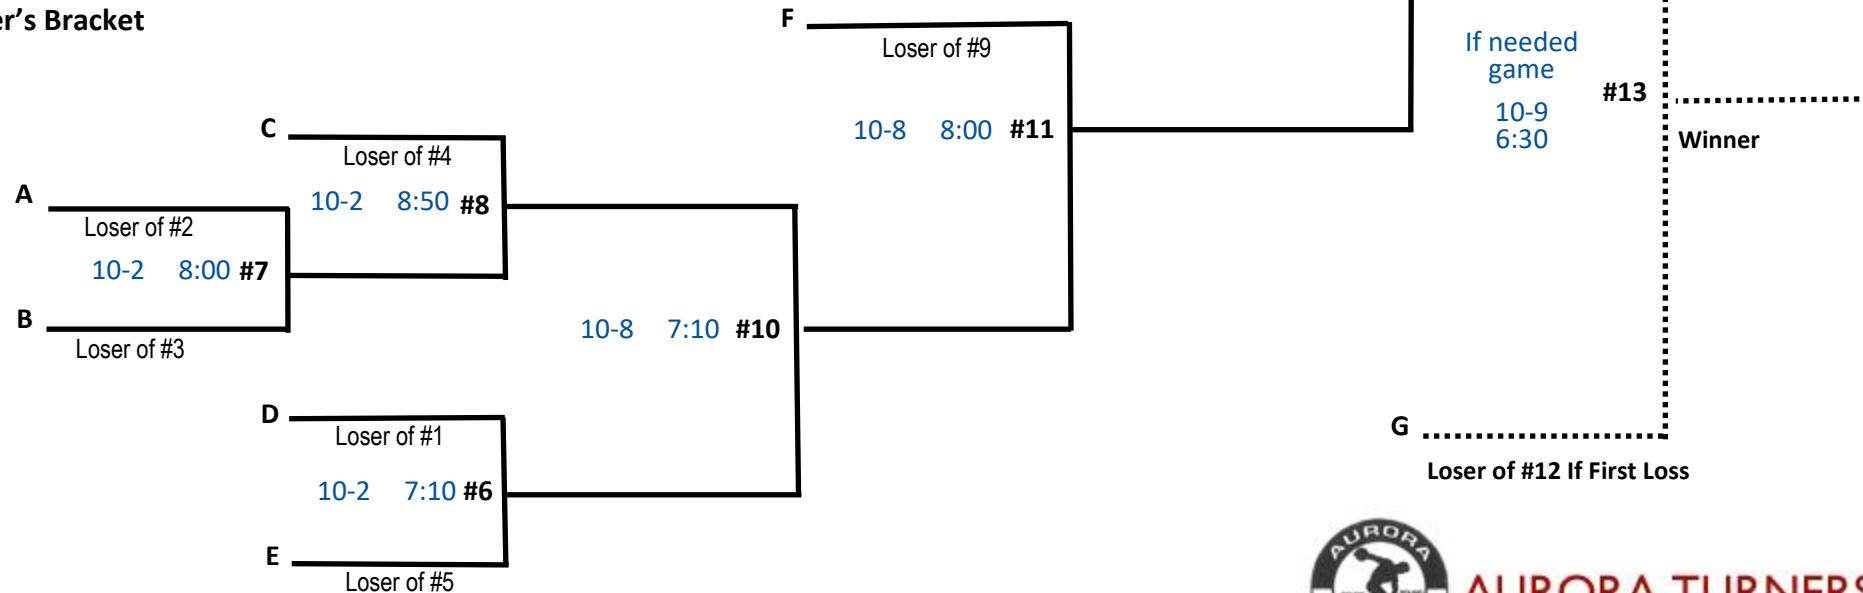 er's Bracket
F
Loser of #9
If needed
game
10-9
6:30
#13
Winner
10-8 8:00 #11
C
Loser of #4
10-2 8:50 #8
A
Loser of #2
10-2 8:00 #7
B
Loser of #3
10-8 7:10 #10
D
Loser of #1
10-2 7:10 #6
E
Loser of #5
G
Loser of #12 If First Loss
AURORA
AURORA TURNERS